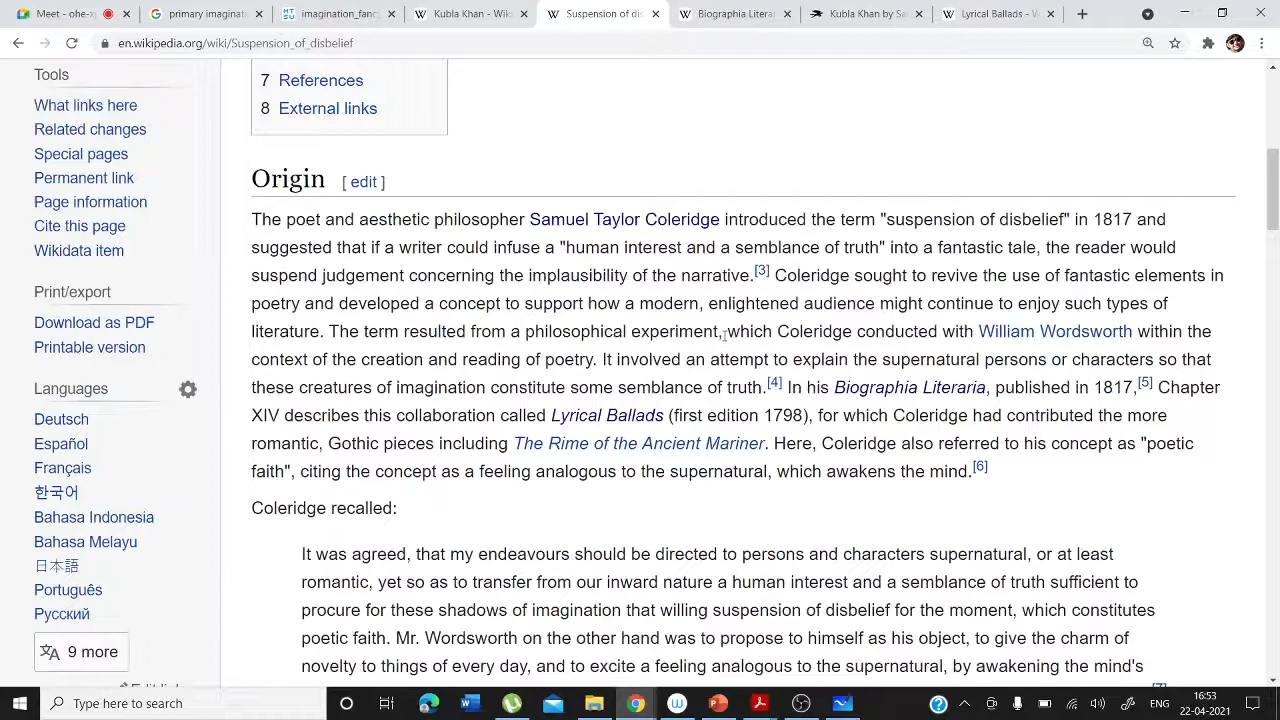 Meet - ohe-x
primary imaginati
imagination_fancy
Kubla Khan - Wiki
Suspension of dis
Biographia Literar
Kubla Khan by Sa
Lyrical Ballads - W
en.wikipedia.org/wiki/Suspension_of_disbelief
Tools
What links here
Related changes
Special pages
Permanent link
Page information
Cite this page
Wikidata item
Print/export
Download as PDF
Printable version
Languages
Deutsch
Español
Français
한국어
Bahasa Indonesia
Bahasa Melayu
日本語
Português
Русский
9 more
7 References
8 External links
Origin [ edit ]
The poet and aesthetic philosopher Samuel Taylor Coleridge introduced the term "suspension of disbelief" in 1817 and
suggested that if a writer could infuse a "human interest and a semblance of truth" into a fantastic tale, the reader would
suspend judgement concerning the implausibility of the narrative.[3] Coleridge sought to revive the use of fantastic elements in
poetry and developed a concept to support how a modern, enlightened audience might continue to enjoy such types of
literature. The term resulted from a philosophical experiment, which Coleridge conducted with William Wordsworth within the
context of the creation and reading of poetry. It involved an attempt to explain the supernatural persons or characters so that
these creatures of imagination constitute some semblance of truth.[4] In his Biographia Literaria, published in 1817,[5] Chapter
XIV describes this collaboration called Lyrical Ballads (first edition 1798), for which Coleridge had contributed the more
romantic, Gothic pieces including The Rime of the Ancient Mariner. Here, Coleridge also referred to his concept as "poetic
faith", citing the concept as a feeling analogous to the supernatural, which awakens the mind.[6]
Coleridge recalled:
It was agreed, that my endeavours should be directed to persons and characters supernatural, or at least
romantic, yet so as to transfer from our inward nature a human interest and a semblance of truth sufficient to
procure for these shadows of imagination that willing suspension of disbelief for the moment, which constitutes
poetic faith. Mr. Wordsworth on the other hand was to propose to himself as his object, to give the charm of
novelty to things of every day, and to excite a feeling analogous to the supernatural, by awakening the mind's
Type here to search
ENG
16:53
22-04-2021